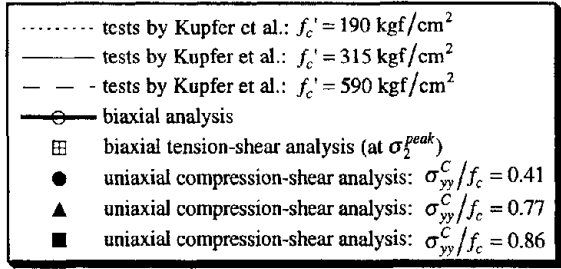 tests by Kupfer et al.: f_c' = 190 kgf/cm²
tests by Kupfer et al.: f_c' = 315 kgf/cm²
tests by Kupfer et al.: f_c' = 590 kgf/cm²
biaxial analysis
biaxial tension-shear analysis (at σ₂^peak)
uniaxial compression-shear analysis: σ_yy^C/f_c = 0.41
uniaxial compression-shear analysis: σ_yy^C/f_c = 0.77
uniaxial compression-shear analysis: σ_yy^C/f_c = 0.86